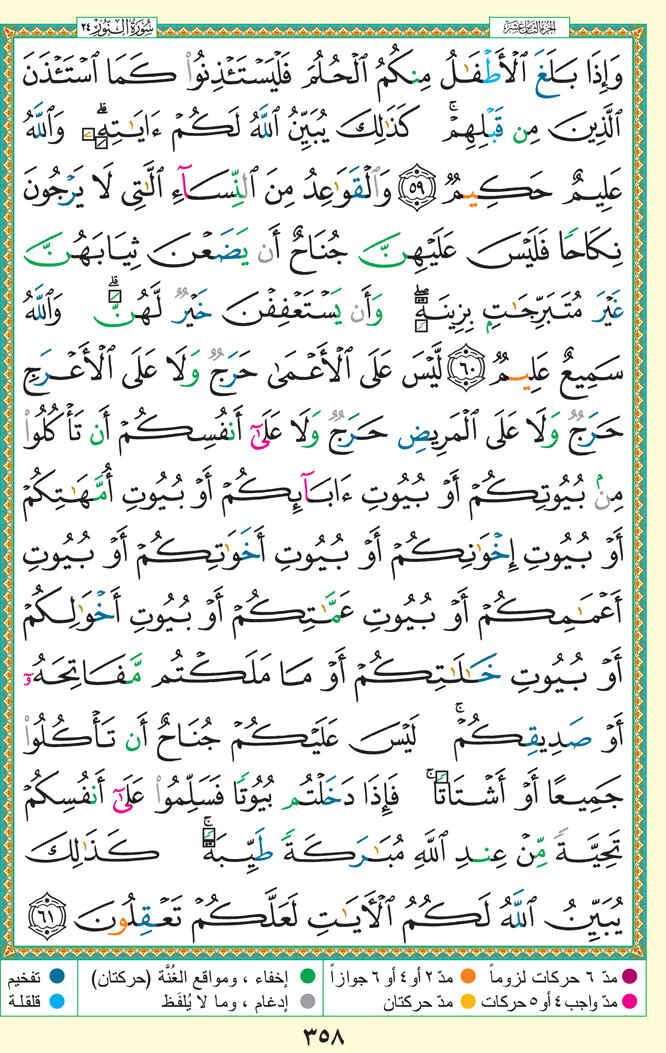 الجزء الثامن عشر
سُورَةُ النُّورِ ٢٤
وَإِذَا بَلَغَ ٱلْأَطْفَـٰلُ مِنكُمُ ٱلْحُلُمَ فَلْيَسْتَـْٔذِنُوا۟ كَمَا ٱسْتَـْٔذَنَ
ٱلَّذِينَ مِن قَبْلِهِمْ ۚ كَذَٰلِكَ يُبَيِّنُ ٱللَّهُ لَكُمْ ءَايَـٰتِهِۦ ۗ وَٱللَّهُ
عَلِيمٌ حَكِيمٌ ﴿٥٩﴾ وَٱلْقَوَٰعِدُ مِنَ ٱلنِّسَآءِ ٱلَّـٰتِى لَا يَرْجُونَ
نِكَاحًا فَلَيْسَ عَلَيْهِنَّ جُنَاحٌ أَن يَضَعْنَ ثِيَابَهُنَّ
غَيْرَ مُتَبَرِّجَـٰتٍۭ بِزِينَةٍ ۖ وَأَن يَسْتَعْفِفْنَ خَيْرٌ لَّهُنَّ ۗ وَٱللَّهُ
سَمِيعٌ عَلِيمٌ ﴿٦٠﴾ لَّيْسَ عَلَى ٱلْأَعْمَىٰ حَرَجٌ وَلَا عَلَى ٱلْأَعْرَجِ
حَرَجٌ وَلَا عَلَى ٱلْمَرِيضِ حَرَجٌ وَلَا عَلَىٰٓ أَنفُسِكُمْ أَن تَأْكُلُوا۟
مِنۢ بُيُوتِكُمْ أَوْ بُيُوتِ ءَابَآئِكُمْ أَوْ بُيُوتِ أُمَّهَـٰتِكُمْ
أَوْ بُيُوتِ إِخْوَٰنِكُمْ أَوْ بُيُوتِ أَخَوَٰتِكُمْ أَوْ بُيُوتِ
أَعْمَـٰمِكُمْ أَوْ بُيُوتِ عَمَّـٰتِكُمْ أَوْ بُيُوتِ أَخْوَٰلِكُمْ
أَوْ بُيُوتِ خَـٰلَـٰتِكُمْ أَوْ مَا مَلَكْتُم مَّفَاتِحَهُۥٓ
أَوْ صَدِيقِكُمْ ۚ لَيْسَ عَلَيْكُمْ جُنَاحٌ أَن تَأْكُلُوا۟
جَمِيعًا أَوْ أَشْتَاتًا ۚ فَإِذَا دَخَلْتُم بُيُوتًا فَسَلِّمُوا۟ عَلَىٰٓ أَنفُسِكُمْ
تَحِيَّةً مِّنْ عِندِ ٱللَّهِ مُبَـٰرَكَةً طَيِّبَةً ۚ كَذَٰلِكَ
يُبَيِّنُ ٱللَّهُ لَكُمُ ٱلْـَٔايَـٰتِ لَعَلَّكُمْ تَعْقِلُونَ ﴿٦١﴾
مدّ ٦ حركات لزوماً مدّ ٢ أو ٤ أو ٦ جوازاً إخفاء ، ومواقع الغُنَّة (حركتان) تفخيم
مدّ واجب ٤ أو ٥ حركات مدّ حركتان إدغام ، وما لا يُلفَظ قلقلة
٣٥٨